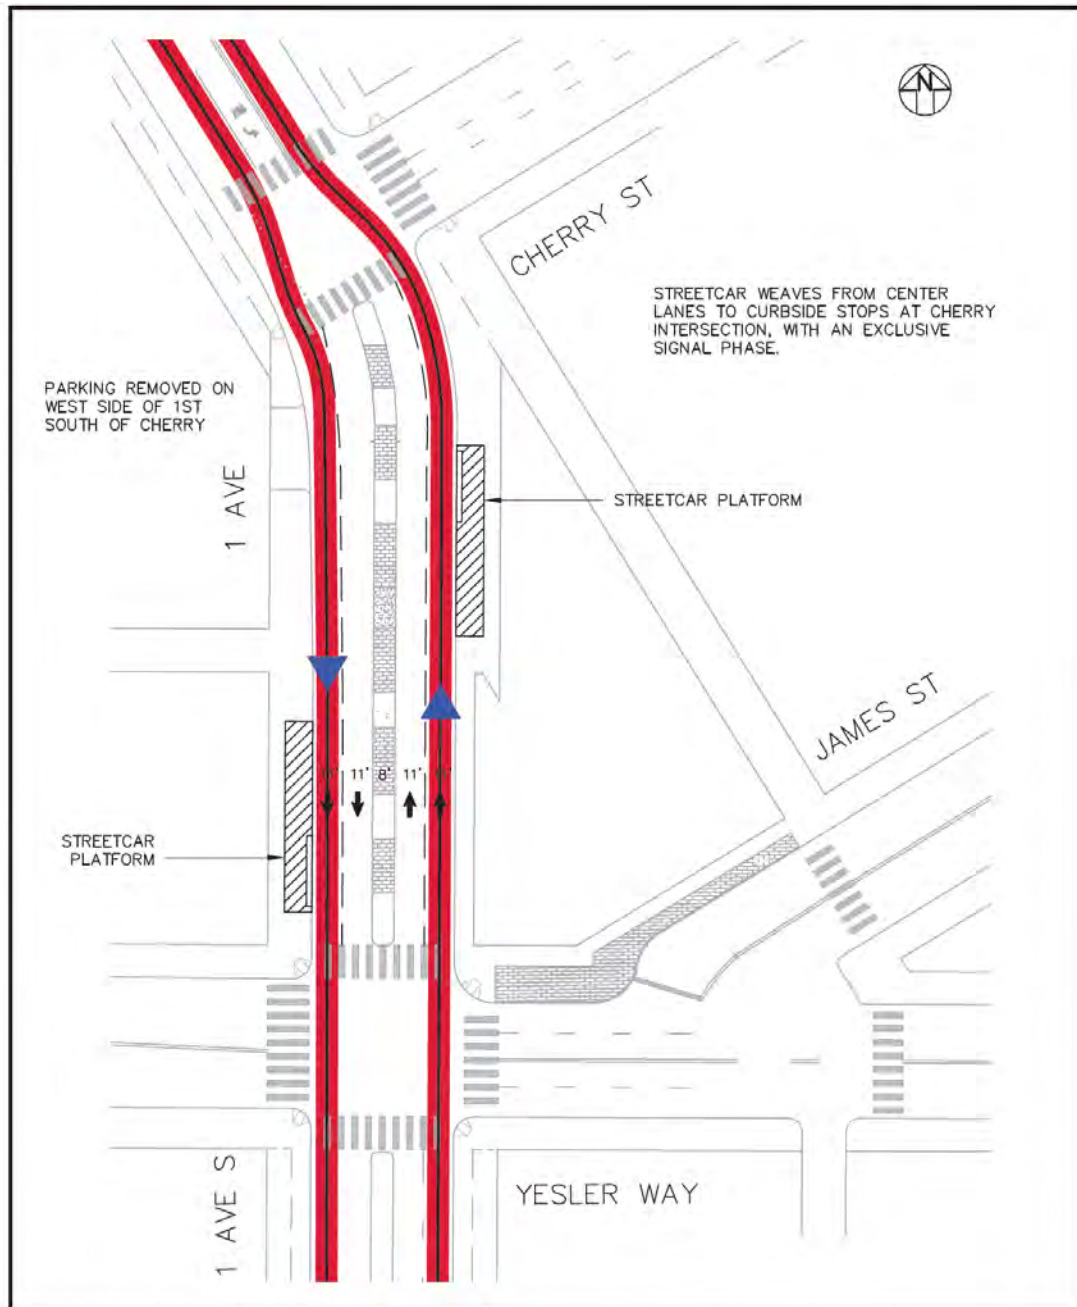 N
CHERRY ST
STREETCAR WEAVES FROM CENTER
LANES TO CURBSIDE STOPS AT CHERRY
INTERSECTION, WITH AN EXCLUSIVE
SIGNAL PHASE.
PARKING REMOVED ON
WEST SIDE OF 1ST
SOUTH OF CHERRY
1 AVE
STREETCAR PLATFORM
JAMES ST
11' 8' 11'
STREETCAR
PLATFORM
1 AVE S
YESLER WAY